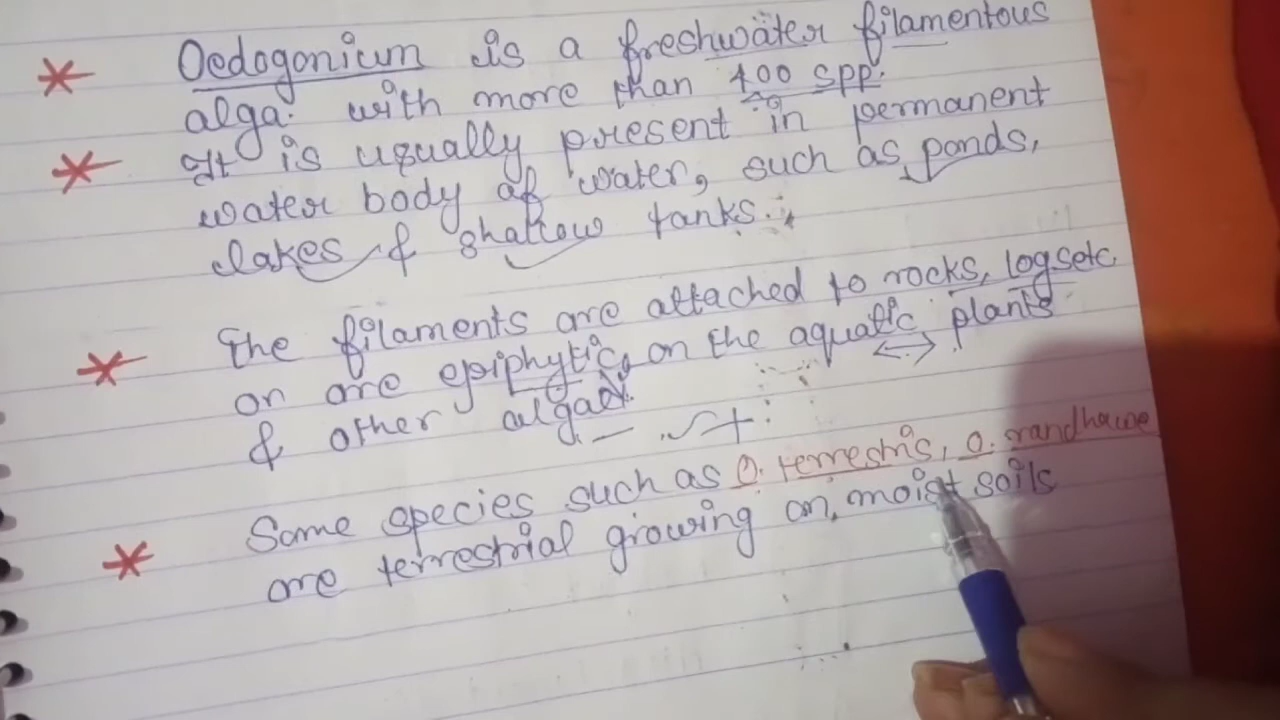 * Oedogonium is a freshwater filamentous
alga. with more than 400 spp.
* It is usually present in permanent
water body of water, such as ponds,
lakes & shallow tanks.
* The filaments are attached to rocks, logs etc
or are epiphytic, on the aquatic plants
& other algae.
* Some species such as O. terrestris, O. randhawae
are terrestrial growing on, moist soils